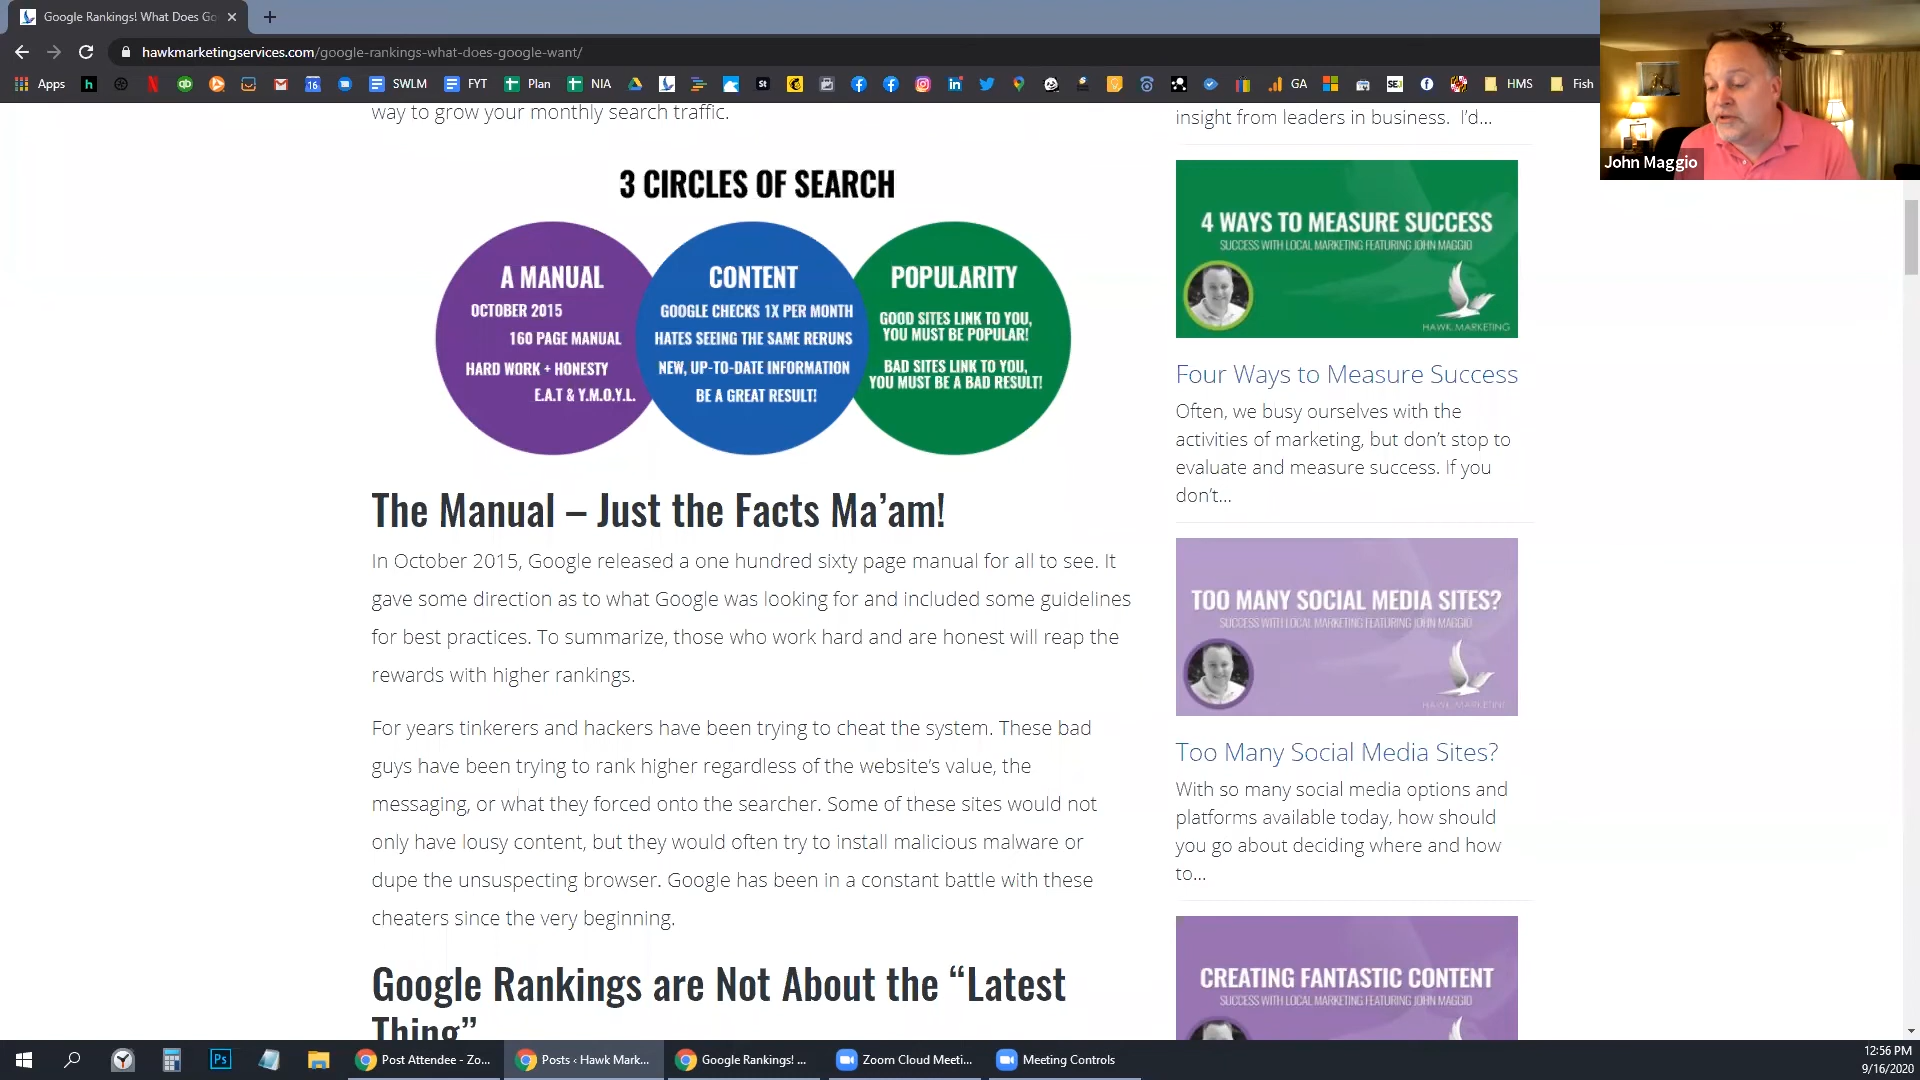 Google Rankings! What Does Go
hawkmarketingservices.com/google-rankings-what-does-google-want/
Apps
SWLM
FYT
Plan
NIA
GA
HMS
Fish
John Maggio
way to grow your monthly search traffic.
3 CIRCLES OF SEARCH
A MANUAL
OCTOBER 2015
160 PAGE MANUAL
HARD WORK + HONESTY
E.A.T & Y.M.O.Y.L.
CONTENT
GOOGLE CHECKS 1X PER MONTH
HATES SEEING THE SAME RERUNS
NEW, UP-TO-DATE INFORMATION
BE A GREAT RESULT!
POPULARITY
GOOD SITES LINK TO YOU,
YOU MUST BE POPULAR!
BAD SITES LINK TO YOU,
YOU MUST BE A BAD RESULT!
The Manual – Just the Facts Ma’am!
In October 2015, Google released a one hundred sixty page manual for all to see. It
gave some direction as to what Google was looking for and included some guidelines
for best practices. To summarize, those who work hard and are honest will reap the
rewards with higher rankings.
For years tinkerers and hackers have been trying to cheat the system. These bad
guys have been trying to rank higher regardless of the website’s value, the
messaging, or what they forced onto the searcher. Some of these sites would not
only have lousy content, but they would often try to install malicious malware or
dupe the unsuspecting browser. Google has been in a constant battle with these
cheaters since the very beginning.
Google Rankings are Not About the “Latest
Thing”
insight from leaders in business. I’d…
4 WAYS TO MEASURE SUCCESS
SUCCESS WITH LOCAL MARKETING FEATURING JOHN MAGGIO
HAWK MARKETING
Four Ways to Measure Success
Often, we busy ourselves with the
activities of marketing, but don’t stop to
evaluate and measure success. If you
don’t…
TOO MANY SOCIAL MEDIA SITES?
SUCCESS WITH LOCAL MARKETING FEATURING JOHN MAGGIO
HAWK MARKETING
Too Many Social Media Sites?
With so many social media options and
platforms available today, how should
you go about deciding where and how
to…
CREATING FANTASTIC CONTENT
SUCCESS WITH LOCAL MARKETING FEATURING JOHN MAGGIO
Ps
Post Attendee - Zo...
Posts ‹ Hawk Mark...
Google Rankings! ...
Zoom Cloud Meeti...
Meeting Controls
12:56 PM
9/16/2020